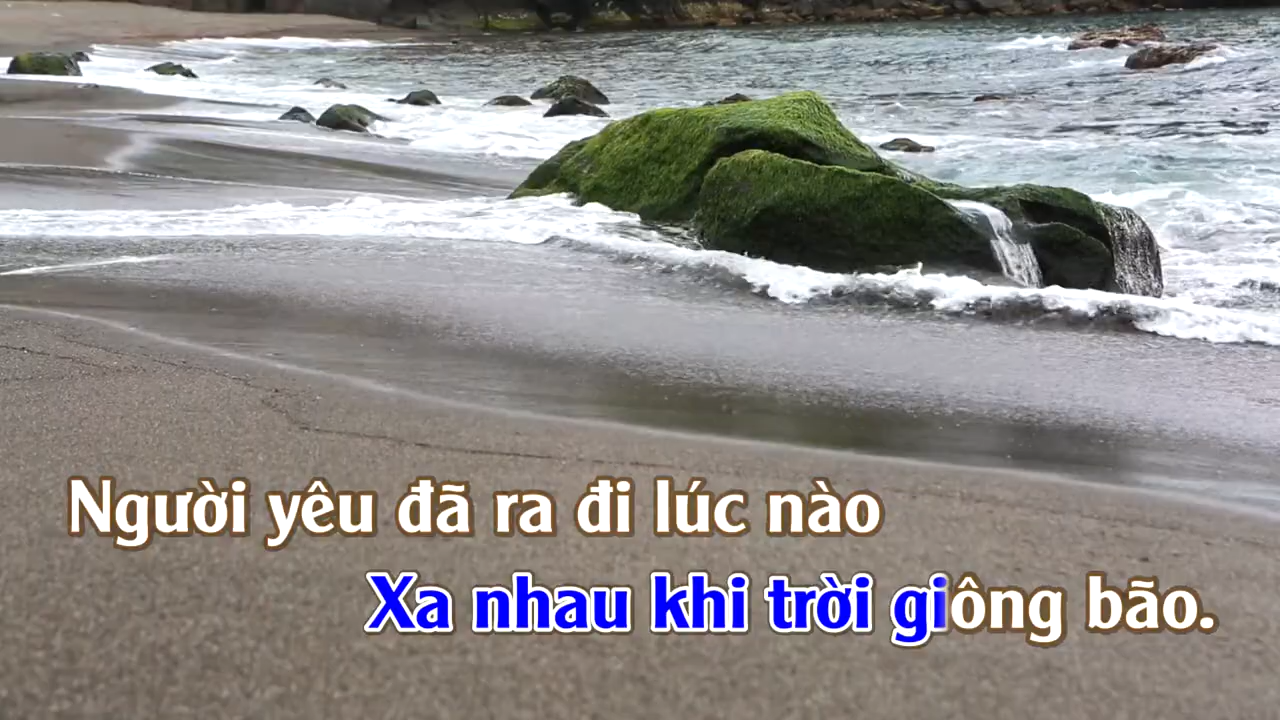 Người yêu đã ra đi lúc nào
Xa nhau khi trời giông bão.